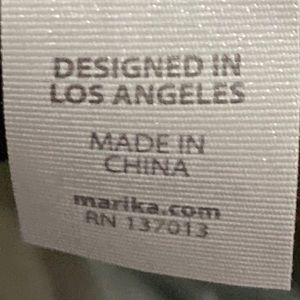 DESIGNED IN
LOS ANGELES
MADE IN
CHINA
marika.com
RN 137013